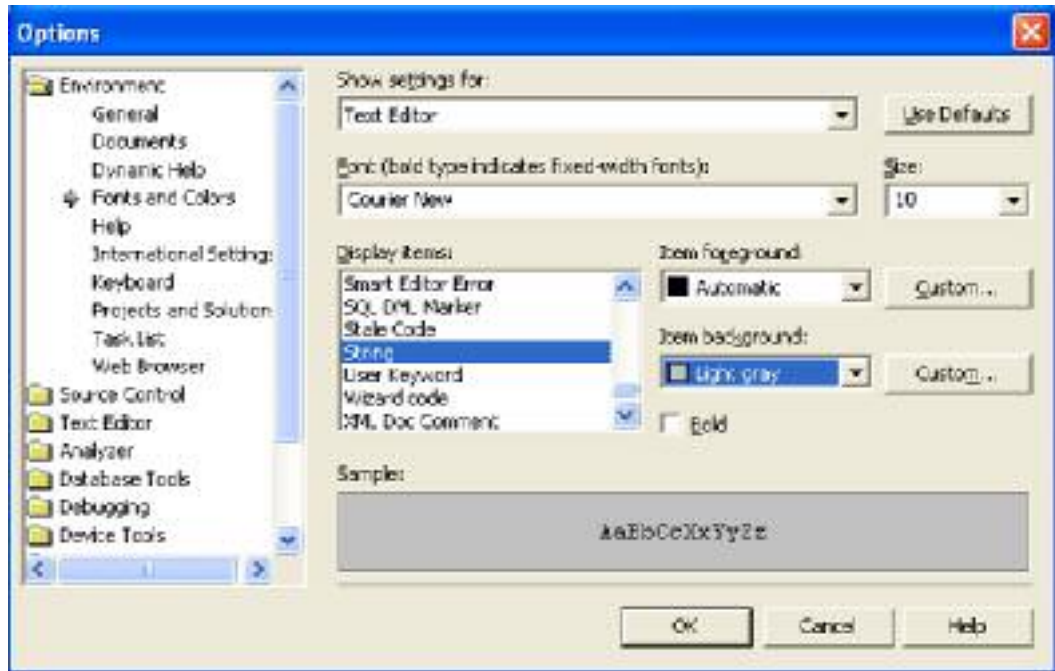 Options
Environment
General
Documents
Dynamic Help
Fonts and Colors
Help
International Settings
Keyboard
Projects and Solution
Task List
Web Browser
Source Control
Text Editor
Analyzer
Database Tools
Debugging
Device Tools
Show settings for:
Text Editor
Use Defaults
Font (bold type indicates fixed-width fonts):
Size:
Courier New
10
Display items:
Smart Editor Error
SQL DML Marker
Stale Code
String
User Keyword
Wizard code
XML Doc Comment
Item foreground:
Automatic
Custom...
Item background:
Light gray
Custom...
Bold
Sample:
AaBbCcXxYyZz
OK
Cancel
Help